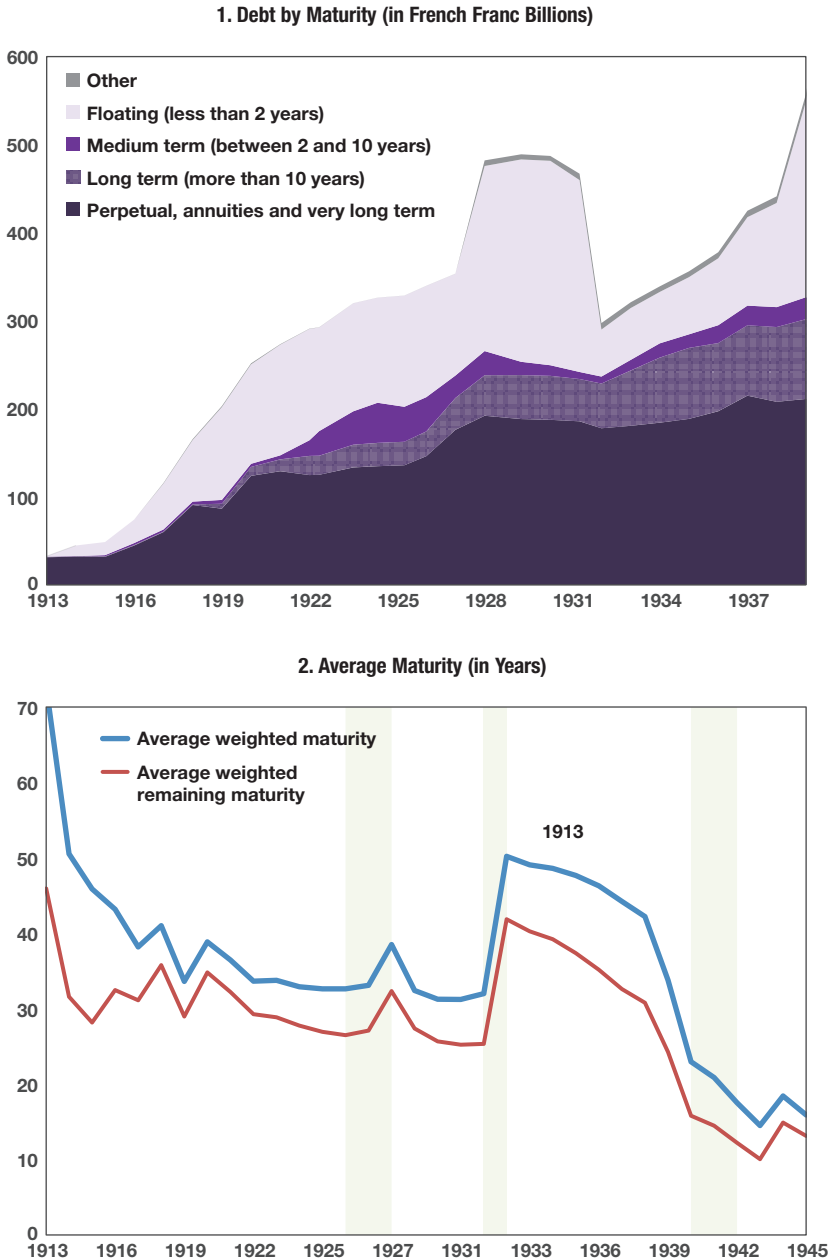 1. Debt by Maturity (in French Franc Billions)
600
500
400
300
200
100
0
Other
Floating (less than 2 years)
Medium term (between 2 and 10 years)
Long term (more than 10 years)
Perpetual, annuities and very long term
1913 1916 1919 1922 1925 1928 1931 1934 1937
2. Average Maturity (in Years)
70
60
50
40
30
20
10
0
Average weighted maturity
Average weighted
remaining maturity
1913
1913 1916 1919 1922 1925 1927 1931 1933 1936 1939 1942 1945